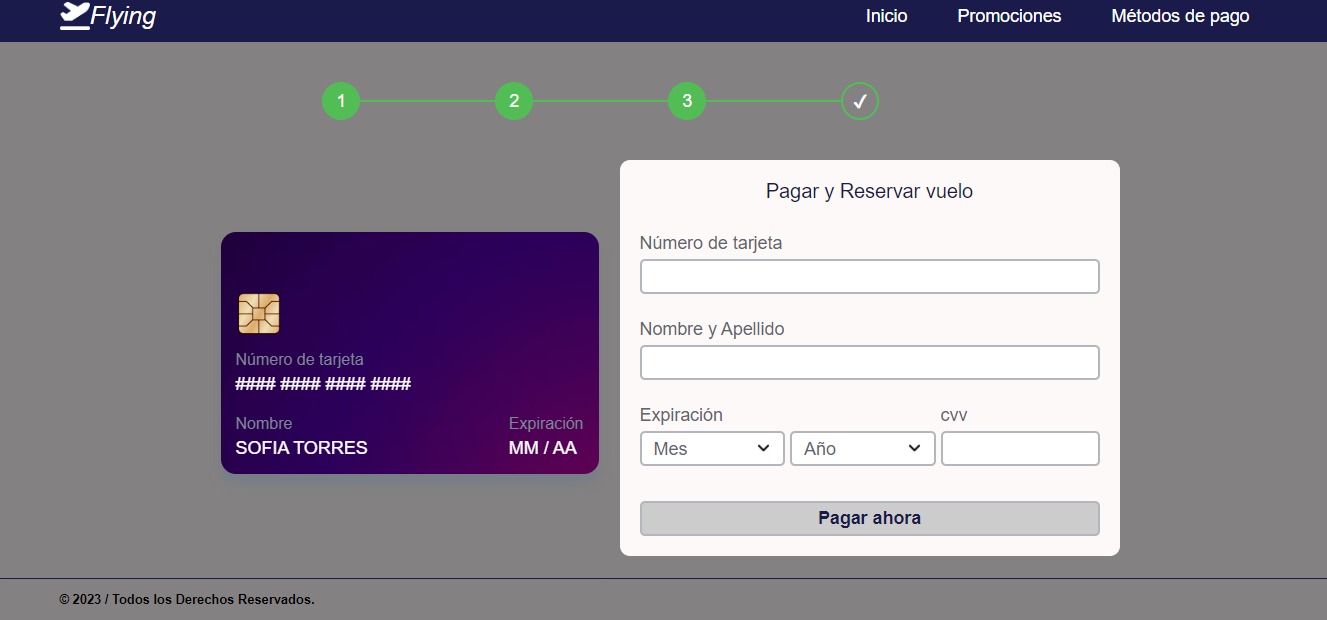 Flying
Inicio Promociones Métodos de pago
1 2 3 ✓
Número de tarjeta
#### #### #### ####
Nombre Expiración
SOFIA TORRES MM / AA
Pagar y Reservar vuelo
Número de tarjeta
Nombre y Apellido
Expiración cvv
Mes Año
Pagar ahora
© 2023 / Todos los Derechos Reservados.